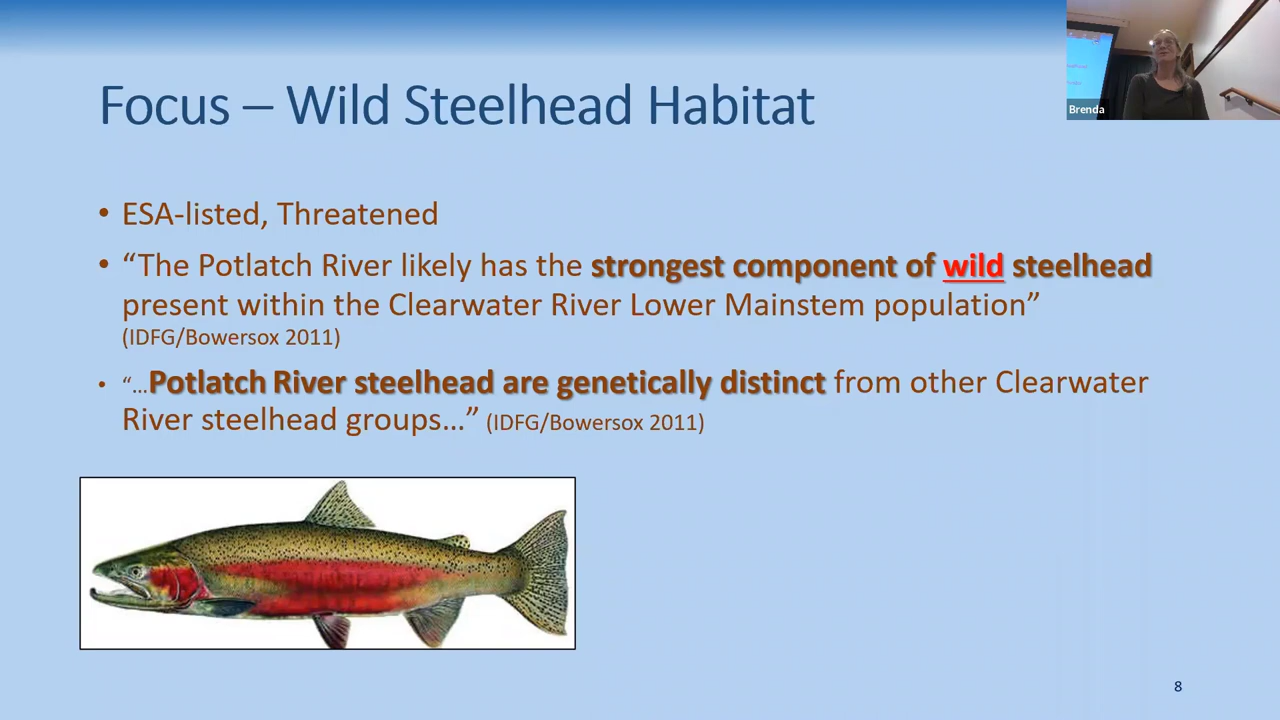 Focus – Wild Steelhead Habitat
Brenda
• ESA-listed, Threatened
• “The Potlatch River likely has the strongest component of wild steelhead
present within the Clearwater River Lower Mainstem population”
(IDFG/Bowersox 2011)
• “…Potlatch River steelhead are genetically distinct from other Clearwater
River steelhead groups…” (IDFG/Bowersox 2011)
8